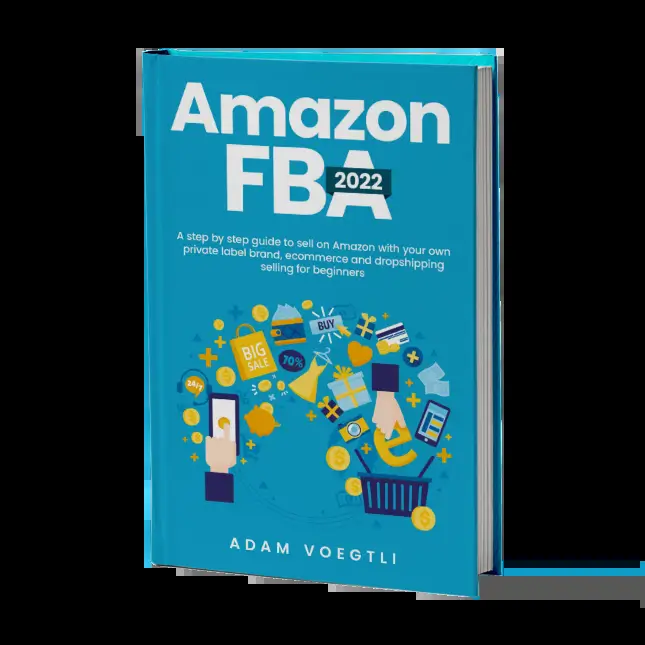 Amazon
FBA
2022
A step by step guide to sell on Amazon with your own
private label brand, ecommerce and dropshipping
selling for beginners
BUY
BIG
SALE
70%
24/7
ADAM VOEGTLI